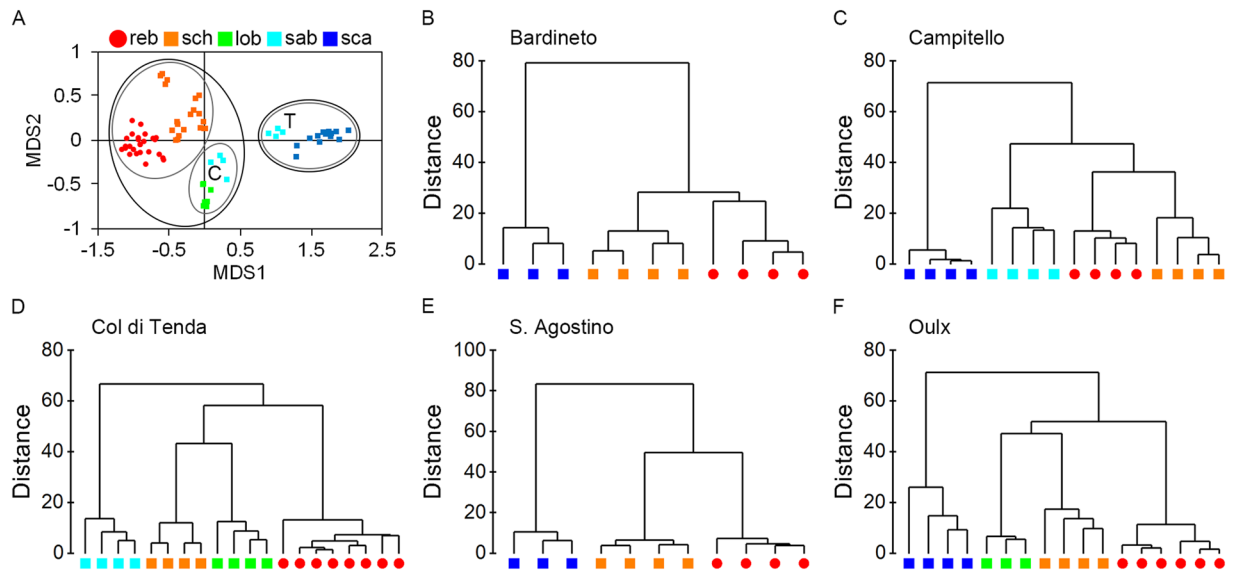 A
reb sch lob sab sca
1
0.5
0
-0.5
-1
-1.5 -0.5 0.5 1.5 2.5
MDS2
MDS1
T
C
B
Bardineto
80
60
40
20
0
Distance
C
Campitello
80
60
40
20
0
Distance
D
Col di Tenda
80
60
40
20
0
Distance
E
S. Agostino
100
80
60
40
20
0
Distance
F
Oulx
80
60
40
20
0
Distance